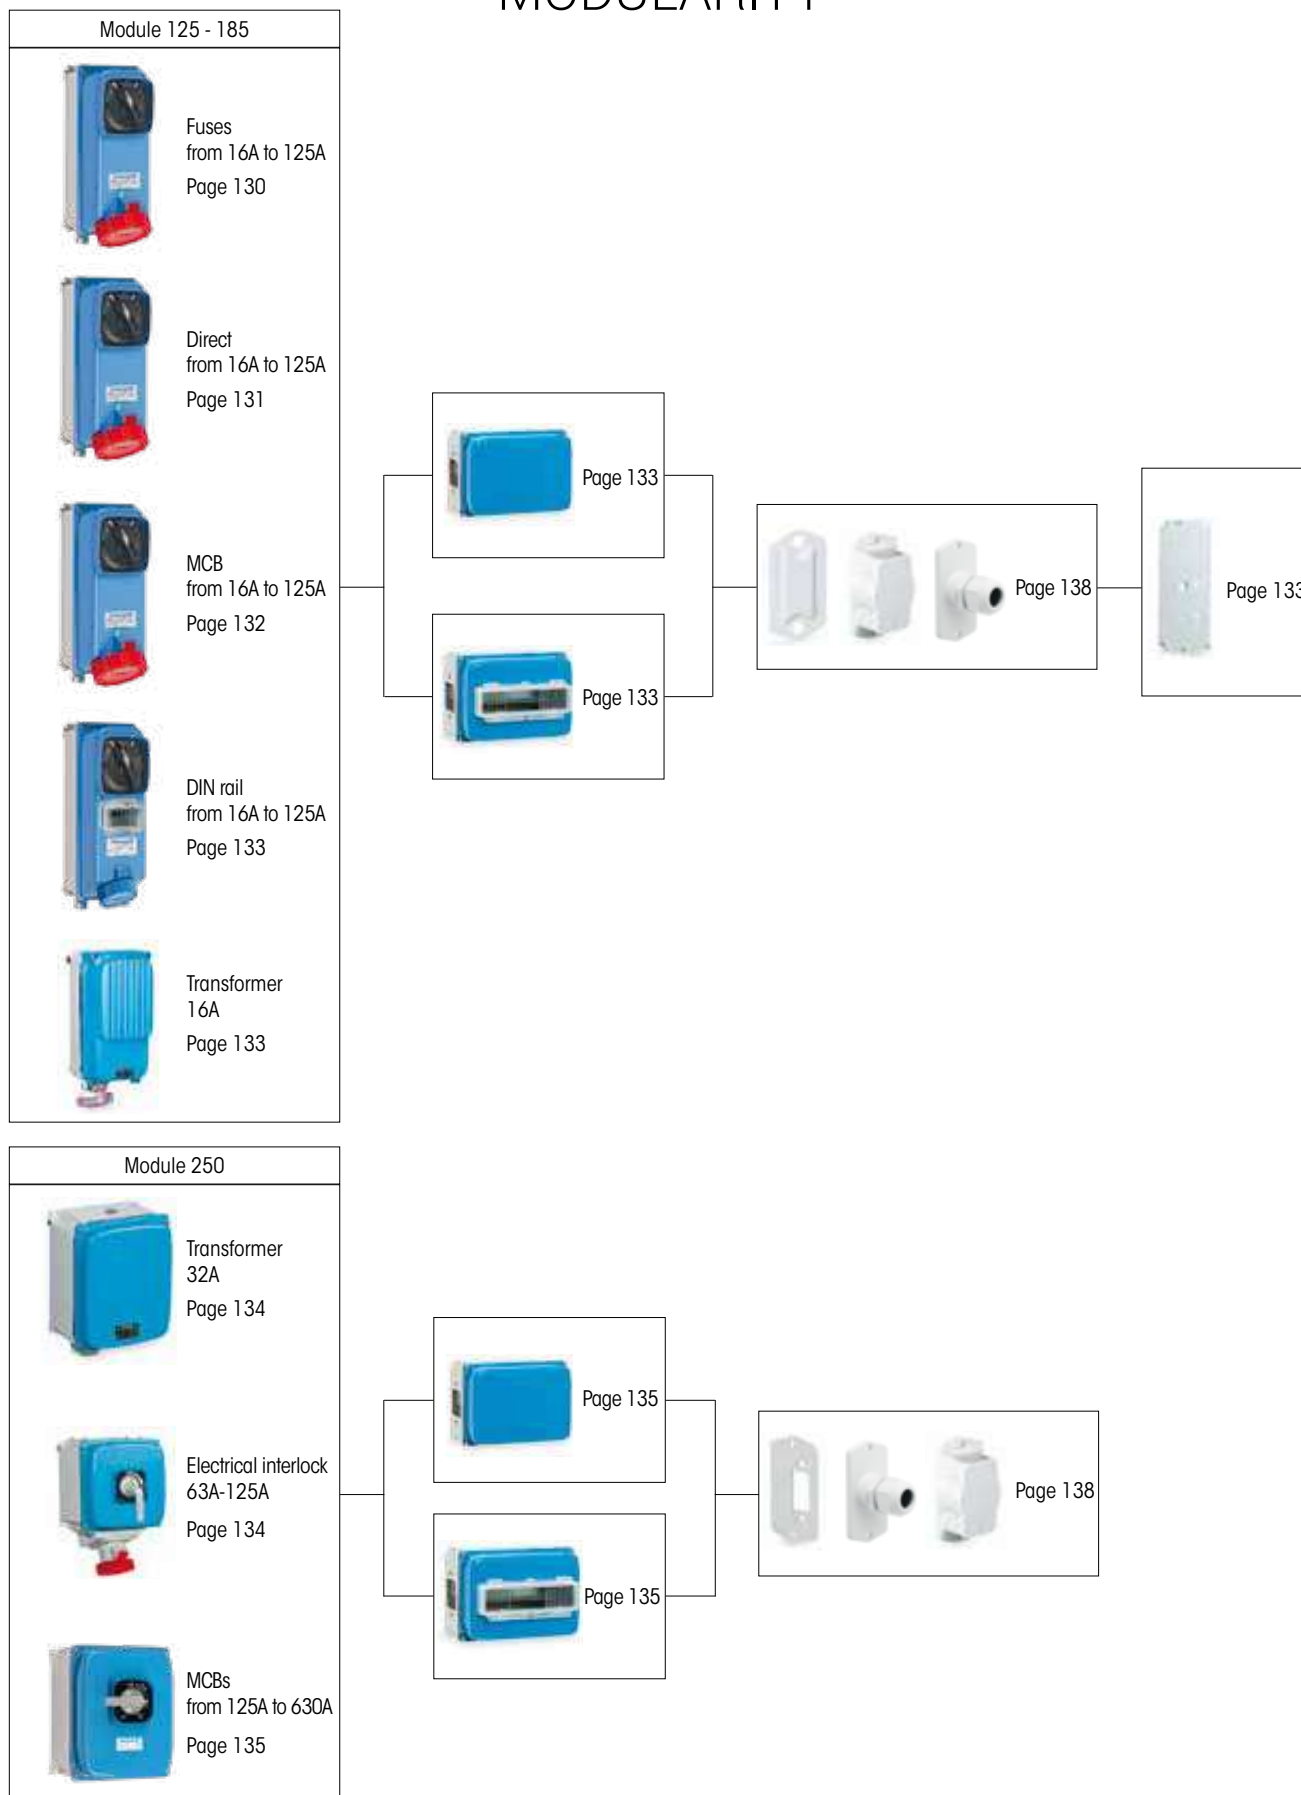 MODULARITY
Module 125 - 185
Fuses
from 16A to 125A
Page 130
Direct
from 16A to 125A
Page 131
MCB
from 16A to 125A
Page 132
DIN rail
from 16A to 125A
Page 133
Transformer
16A
Page 133
Page 133
Page 133
Page 138
Page 133
Module 250
Transformer
32A
Page 134
Electrical interlock
63A-125A
Page 134
MCBs
from 125A to 630A
Page 135
Page 135
Page 135
Page 138